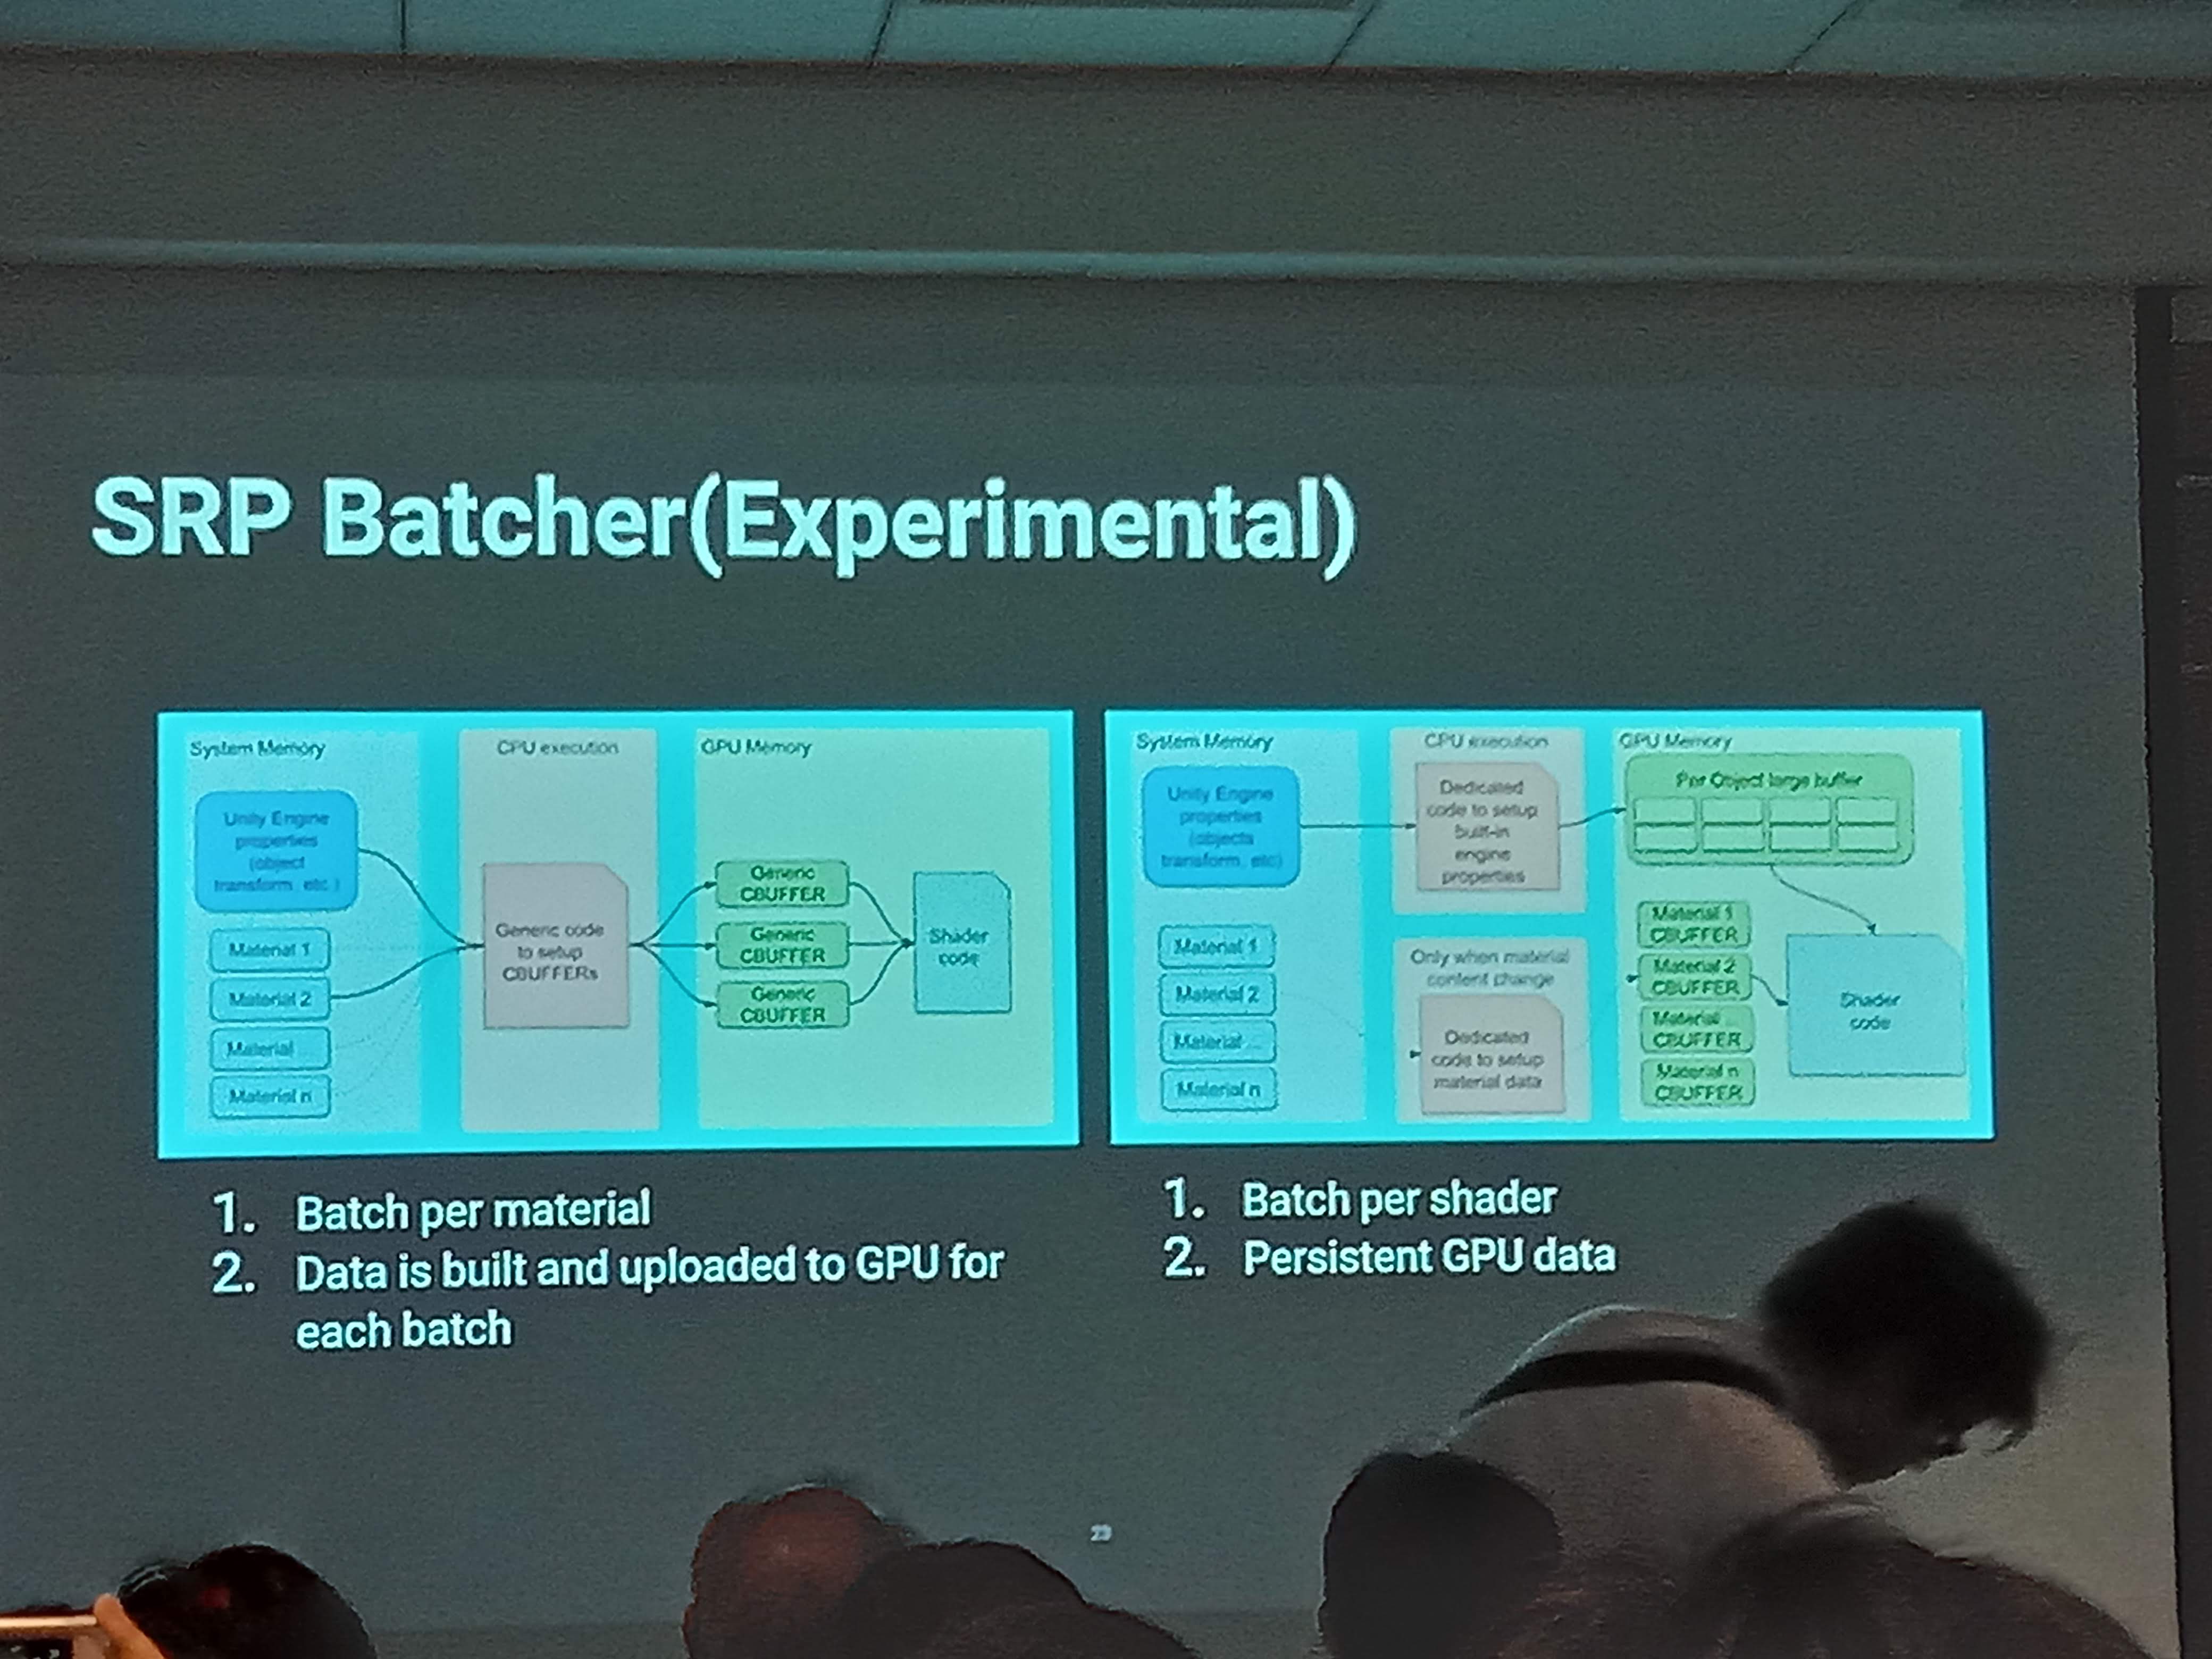 SRP Batcher(Experimental)
System Memory
CPU execution
GPU Memory
Unity Engine
properties
(object
transform, etc.)
Material 1
Material 2
Material ...
Material n
Generic code
to setup
CBUFFERs
Generic
CBUFFER
Generic
CBUFFER
Generic
CBUFFER
Shader
code
1. Batch per material
2. Data is built and uploaded to GPU for
each batch
System Memory
CPU execution
GPU Memory
Unity Engine
properties
(objects
transform, etc)
Material 1
Material 2
Material ...
Material n
Dedicated
code to setup
built-in
engine
properties
Only when material
content change
Dedicated
code to setup
material data
Per Object large buffer
Material 1
CBUFFER
Material 2
CBUFFER
Material ...
CBUFFER
Material n
CBUFFER
Shader
code
1. Batch per shader
2. Persistent GPU data